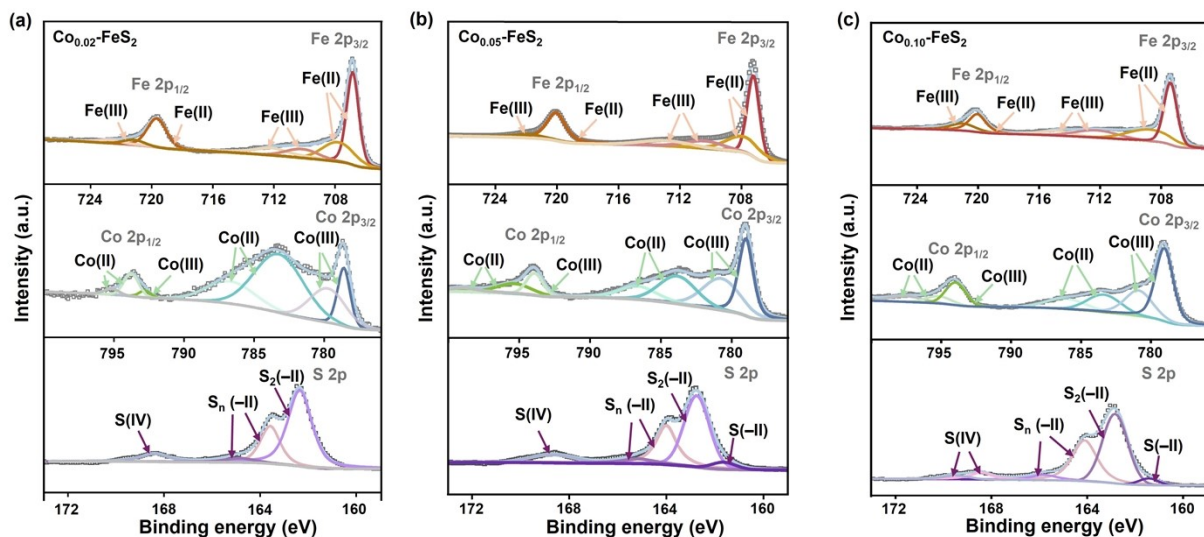 (a)
Co0.02-FeS2
Fe 2p3/2
Fe(II)
Fe 2p1/2
Fe(III)
Fe(II)
Fe(III)
724 720 716 712 708
Co 2p3/2
Co 2p1/2
Co(II)
Co(III)
Co(II)
Co(III)
795 790 785 780
S 2p
S2(–II)
Sn (–II)
S(IV)
172 168 164 160
Binding energy (eV)
Intensity (a.u.)
(b)
Co0.05-FeS2
Fe 2p3/2
Fe(II)
Fe 2p1/2
Fe(III)
Fe(III)
Fe(II)
724 720 716 712 708
Co 2p3/2
Co 2p1/2
Co(II)
Co(III)
Co(II)
Co(III)
795 790 785 780
S 2p
S2(–II)
Sn (–II)
S(IV)
S(–II)
172 168 164 160
Binding energy (eV)
Intensity (a.u.)
(c)
Co0.10-FeS2
Fe 2p3/2
Fe(II)
Fe 2p1/2
Fe(III)
Fe(II)
Fe(III)
724 720 716 712 708
Co 2p3/2
Co 2p1/2
Co(III)
Co(II)
Co(II)
Co(III)
795 790 785 780
S 2p
S2(–II)
Sn (–II)
S(IV)
S(–II)
172 168 164 160
Binding energy (eV)
Intensity (a.u.)